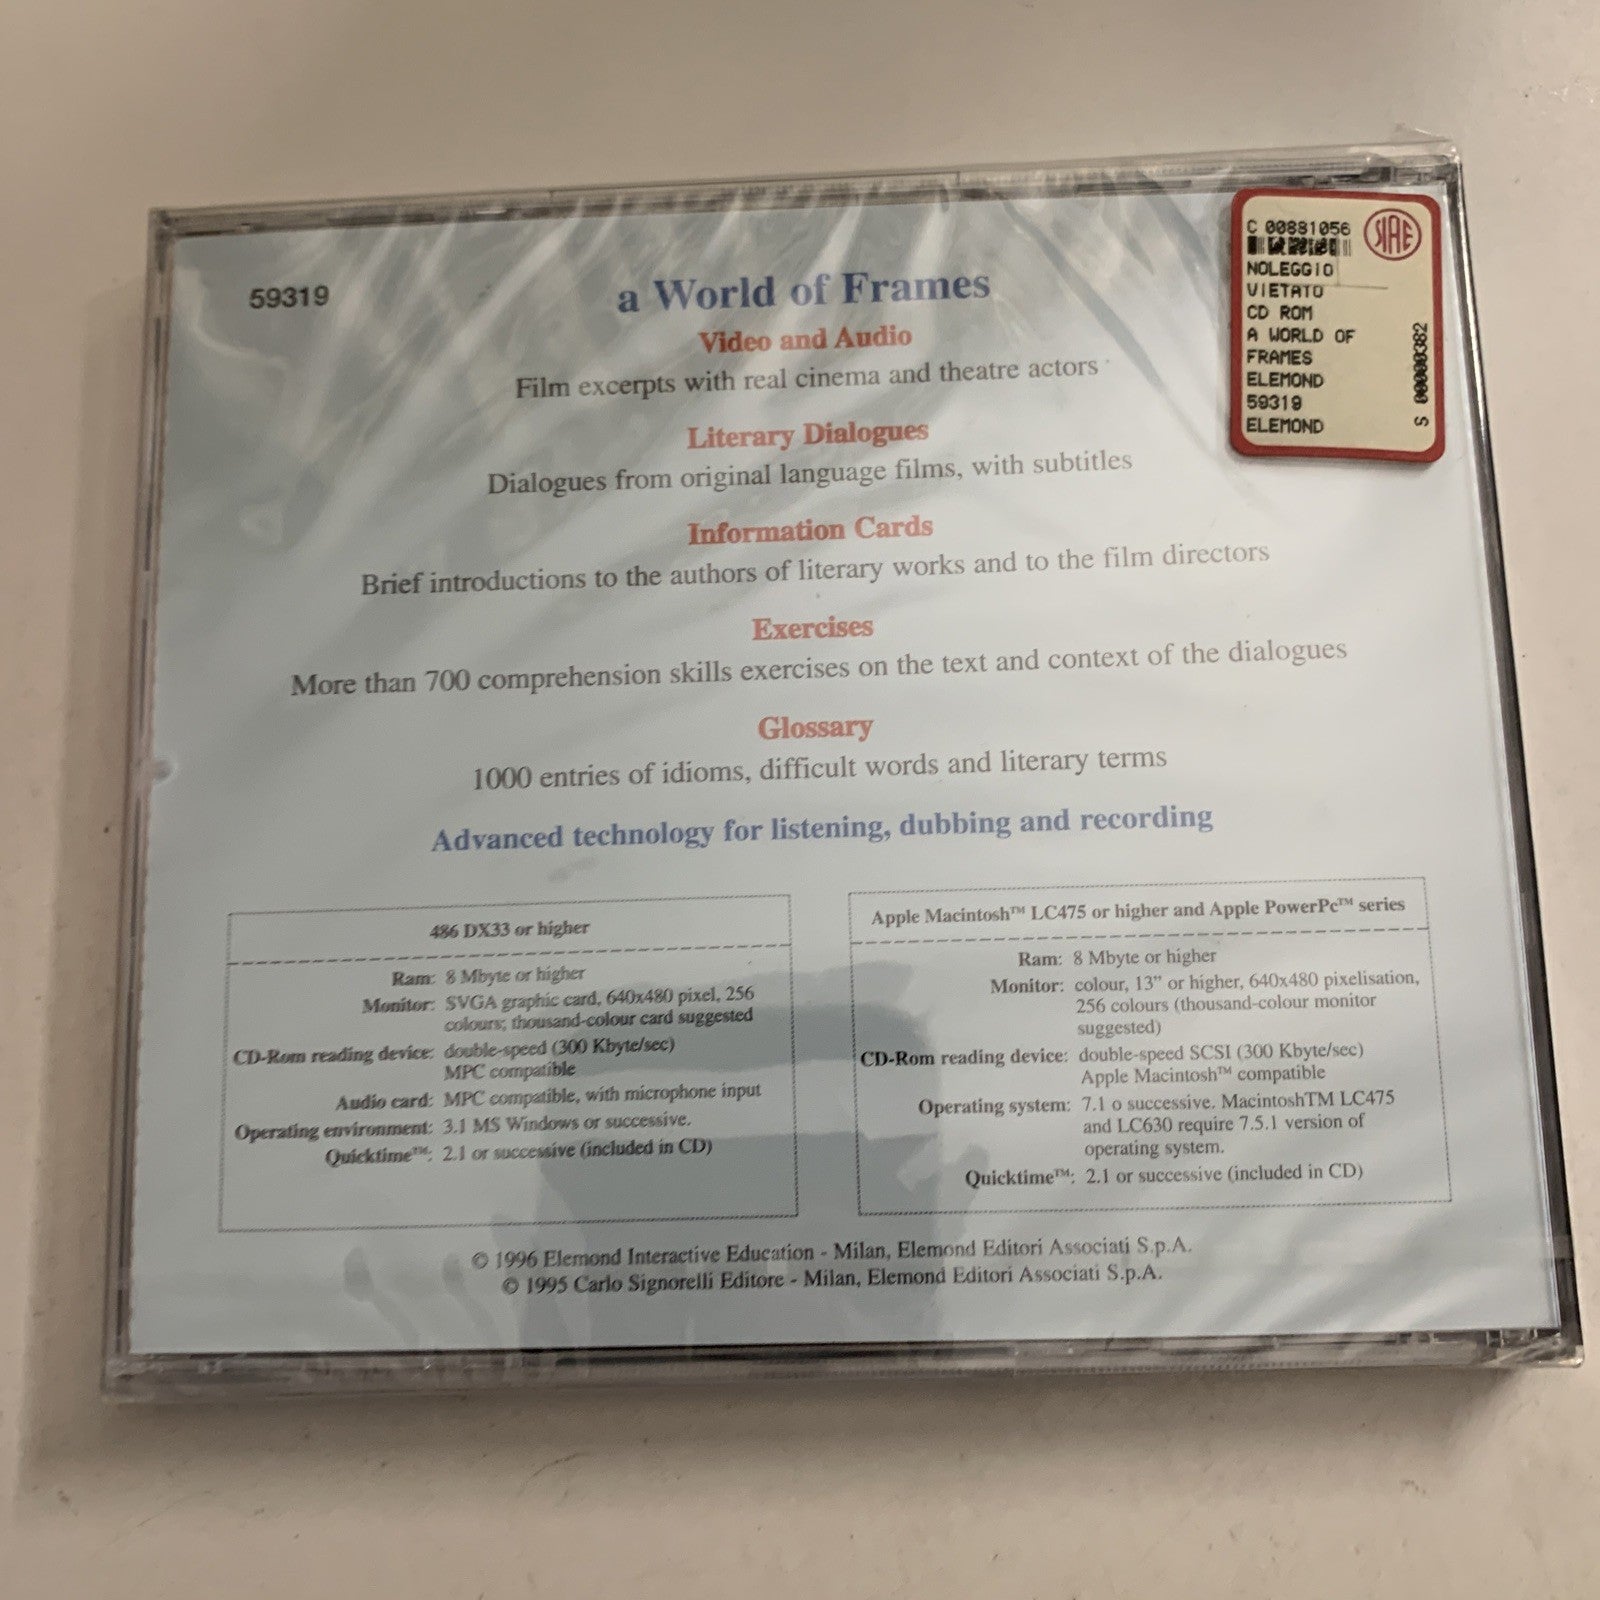 59319
a World of Frames
Video and Audio
Film excerpts with real cinema and theatre actors
Literary Dialogues
Dialogues from original language films, with subtitles
Information Cards
Brief introductions to the authors of literary works and to the film directors
Exercises
More than 700 comprehension skills exercises on the text and context of the dialogues
Glossary
1000 entries of idioms, difficult words and literary terms
Advanced technology for listening, dubbing and recording
C 00881056
SIAE
NOLEGGIO
VIETATO
CD ROM
A WORLD OF
FRAMES
ELEMOND
59319
ELEMOND
S 00000382
486 DX33 or higher
Ram: 8 Mbyte or higher
Monitor: SVGA graphic card, 640x480 pixel, 256
colours; thousand-colour card suggested
CD-Rom reading device: double-speed (300 Kbyte/sec)
MPC compatible
Audio card: MPC compatible, with microphone input
Operating environment: 3.1 MS Windows or successive.
Quicktime™: 2.1 or successive (included in CD)
Apple Macintosh™ LC475 or higher and Apple PowerPc™ series
Ram: 8 Mbyte or higher
Monitor: colour, 13” or higher, 640x480 pixelisation,
256 colours (thousand-colour monitor
suggested)
CD-Rom reading device: double-speed SCSI (300 Kbyte/sec)
Apple Macintosh™ compatible
Operating system: 7.1 o successive. MacintoshTM LC475
and LC630 require 7.5.1 version of
operating system.
Quicktime™: 2.1 or successive (included in CD)
© 1996 Elemond Interactive Education - Milan, Elemond Editori Associati S.p.A.
© 1995 Carlo Signorelli Editore - Milan, Elemond Editori Associati S.p.A.